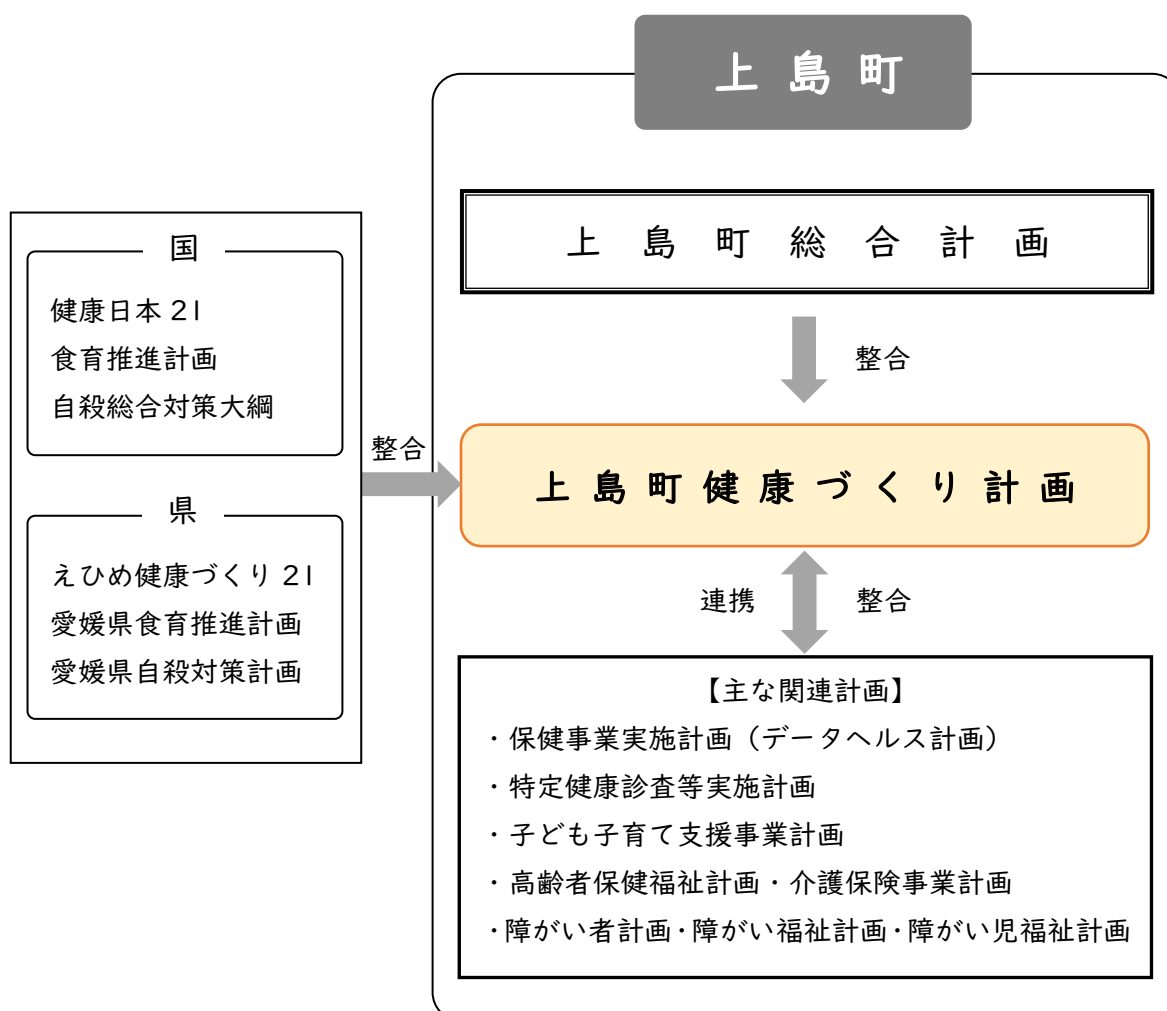 上島町
上島町総合計画
整合
国
健康日本 21
食育推進計画
自殺総合対策大綱
整合
上島町健康づくり計画
県
えひめ健康づくり 21
愛媛県食育推進計画
愛媛県自殺対策計画
連携 整合
【主な関連計画】
・保健事業実施計画（データヘルス計画）
・特定健康診査等実施計画
・子ども子育て支援事業計画
・高齢者保健福祉計画・介護保険事業計画
・障がい者計画・障がい福祉計画・障がい児福祉計画